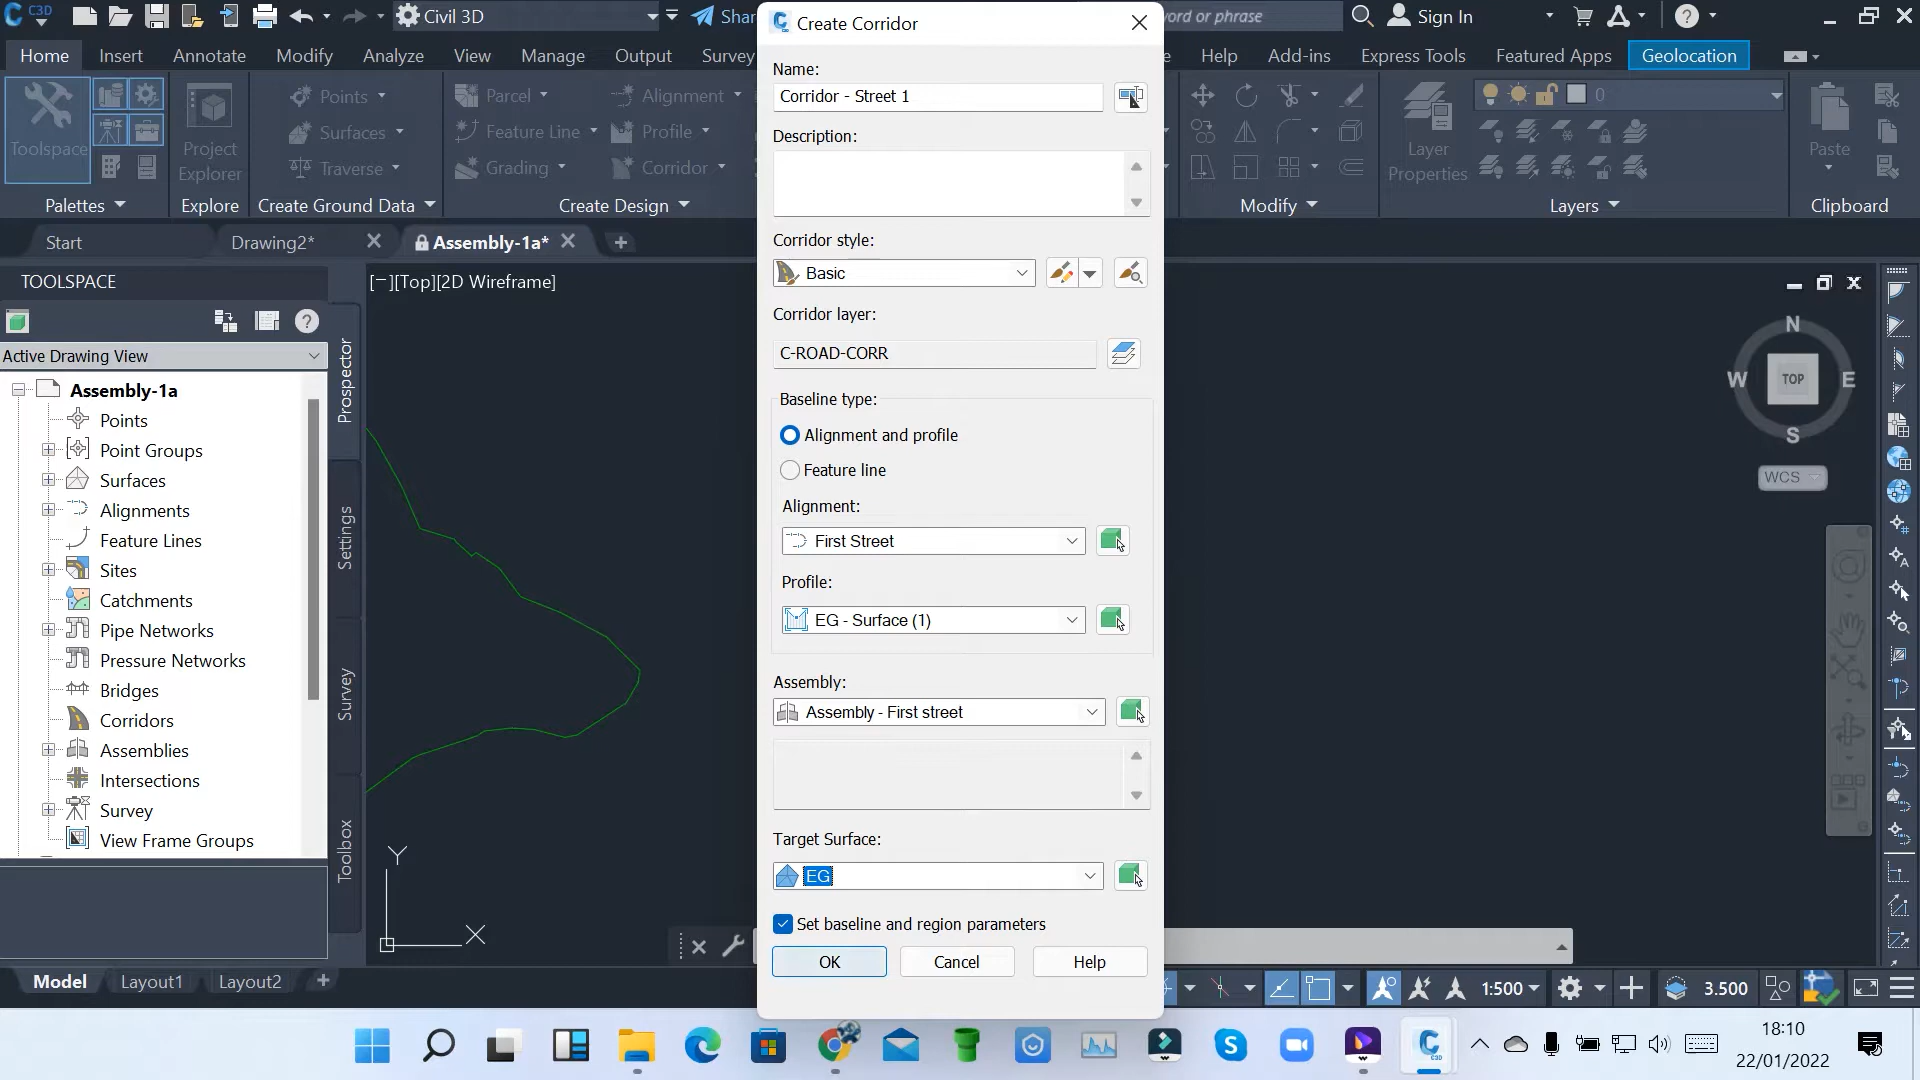 C3D
Civil 3D
Shar
Create Corridor
word or phrase
Sign In
Home
Insert
Annotate
Modify
Analyze
View
Manage
Output
Survey
Help
Add-ins
Express Tools
Featured Apps
Geolocation
Toolspace
Project Explorer
Points
Surfaces
Traverse
Parcel
Feature Line
Grading
Alignment
Profile
Corridor
Layer Properties
0
Paste
Palettes
Explore
Create Ground Data
Create Design
Modify
Layers
Clipboard
Start
Drawing2*
Assembly-1a*
Name:
Corridor - Street 1
Description:
Corridor style:
Basic
Corridor layer:
C-ROAD-CORR
Baseline type:
Alignment and profile
Feature line
Alignment:
First Street
Profile:
EG - Surface (1)
Assembly:
Assembly - First street
Target Surface:
EG
Set baseline and region parameters
OK
Cancel
Help
TOOLSPACE
[−][Top][2D Wireframe]
Active Drawing View
Assembly-1a
Points
Point Groups
Surfaces
Alignments
Feature Lines
Sites
Catchments
Pipe Networks
Pressure Networks
Bridges
Corridors
Assemblies
Intersections
Survey
View Frame Groups
Prospector
Settings
Survey
Toolbox
N
W
TOP
E
S
WCS
Y
X
Model
Layout1
Layout2
1:500
3.500
C3D
18:10
22/01/2022